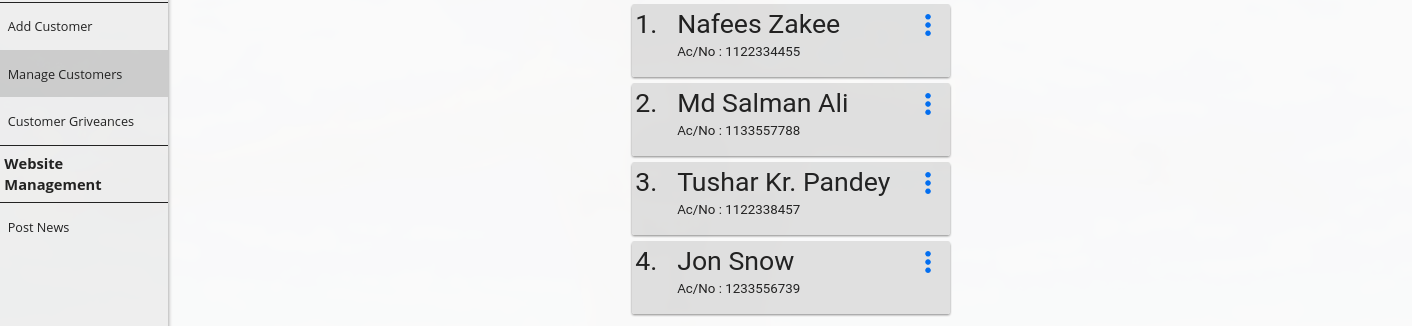 Add Customer
Manage Customers
Customer Griveances
Website
Management
Post News
1. Nafees Zakee
Ac/No : 1122334455
2. Md Salman Ali
Ac/No : 1133557788
3. Tushar Kr. Pandey
Ac/No : 1122338457
4. Jon Snow
Ac/No : 1233556739